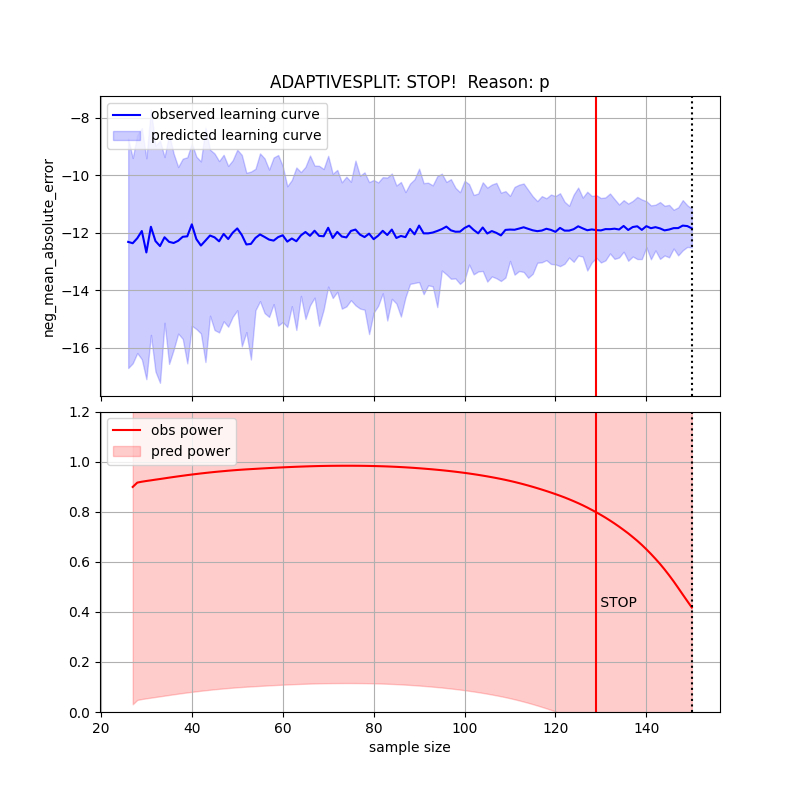 ADAPTIVESPLIT: STOP!  Reason: p
observed learning curve
predicted learning curve
neg_mean_absolute_error
−8
−10
−12
−14
−16
obs power
pred power
1.2
1.0
0.8
0.6
0.4
0.2
0.0
STOP
20 40 60 80 100 120 140
sample size